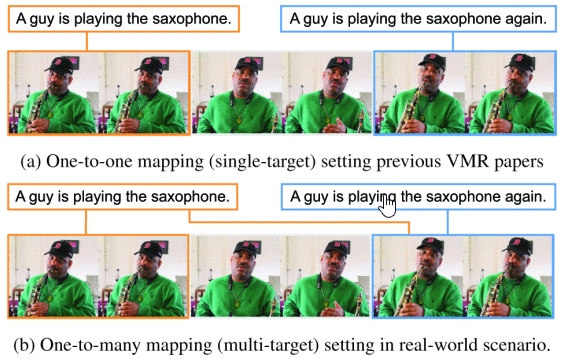 A guy is playing the saxophone.
A guy is playing the saxophone again.
(a) One-to-one mapping (single-target) setting previous VMR papers
A guy is playing the saxophone.
A guy is playing the saxophone again.
(b) One-to-many mapping (multi-target) setting in real-world scenario.